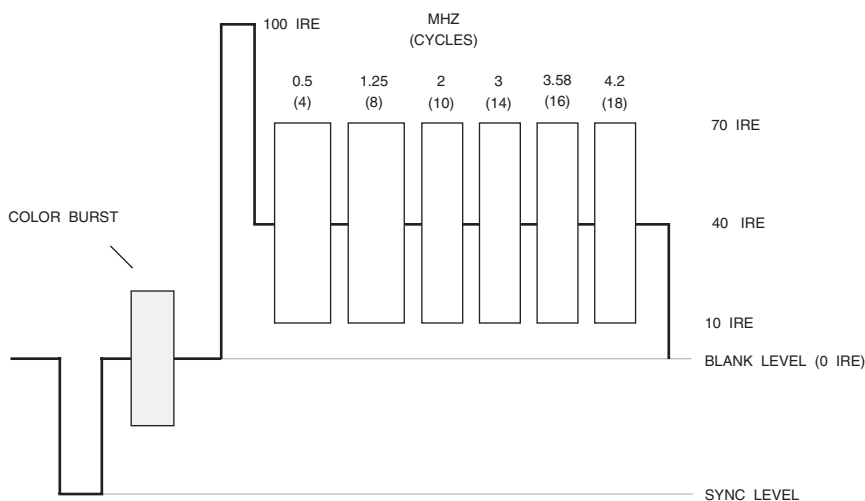 100 IRE
MHZ
(CYCLES)
0.5 1.25 2 3 3.58 4.2
(4) (8) (10) (14) (16) (18)
70 IRE
COLOR BURST
40 IRE
10 IRE
BLANK LEVEL (0 IRE)
SYNC LEVEL